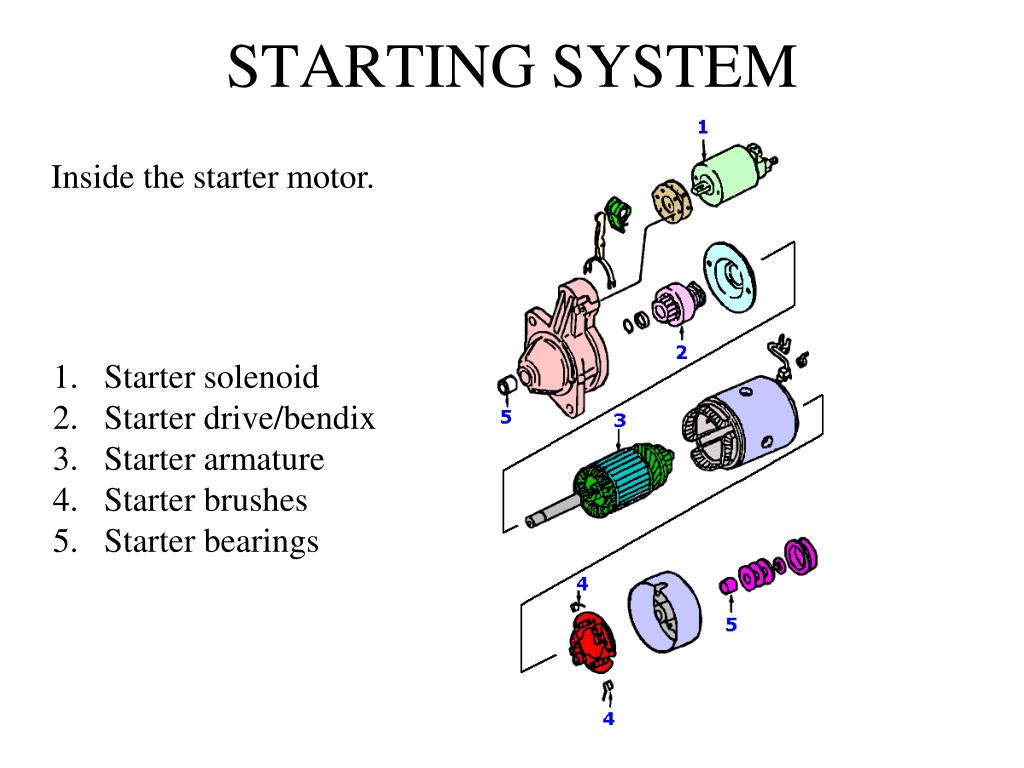 STARTING SYSTEM
Inside the starter motor.
1. Starter solenoid
2. Starter drive/bendix
3. Starter armature
4. Starter brushes
5. Starter bearings
1
2
5
3
4
5
4